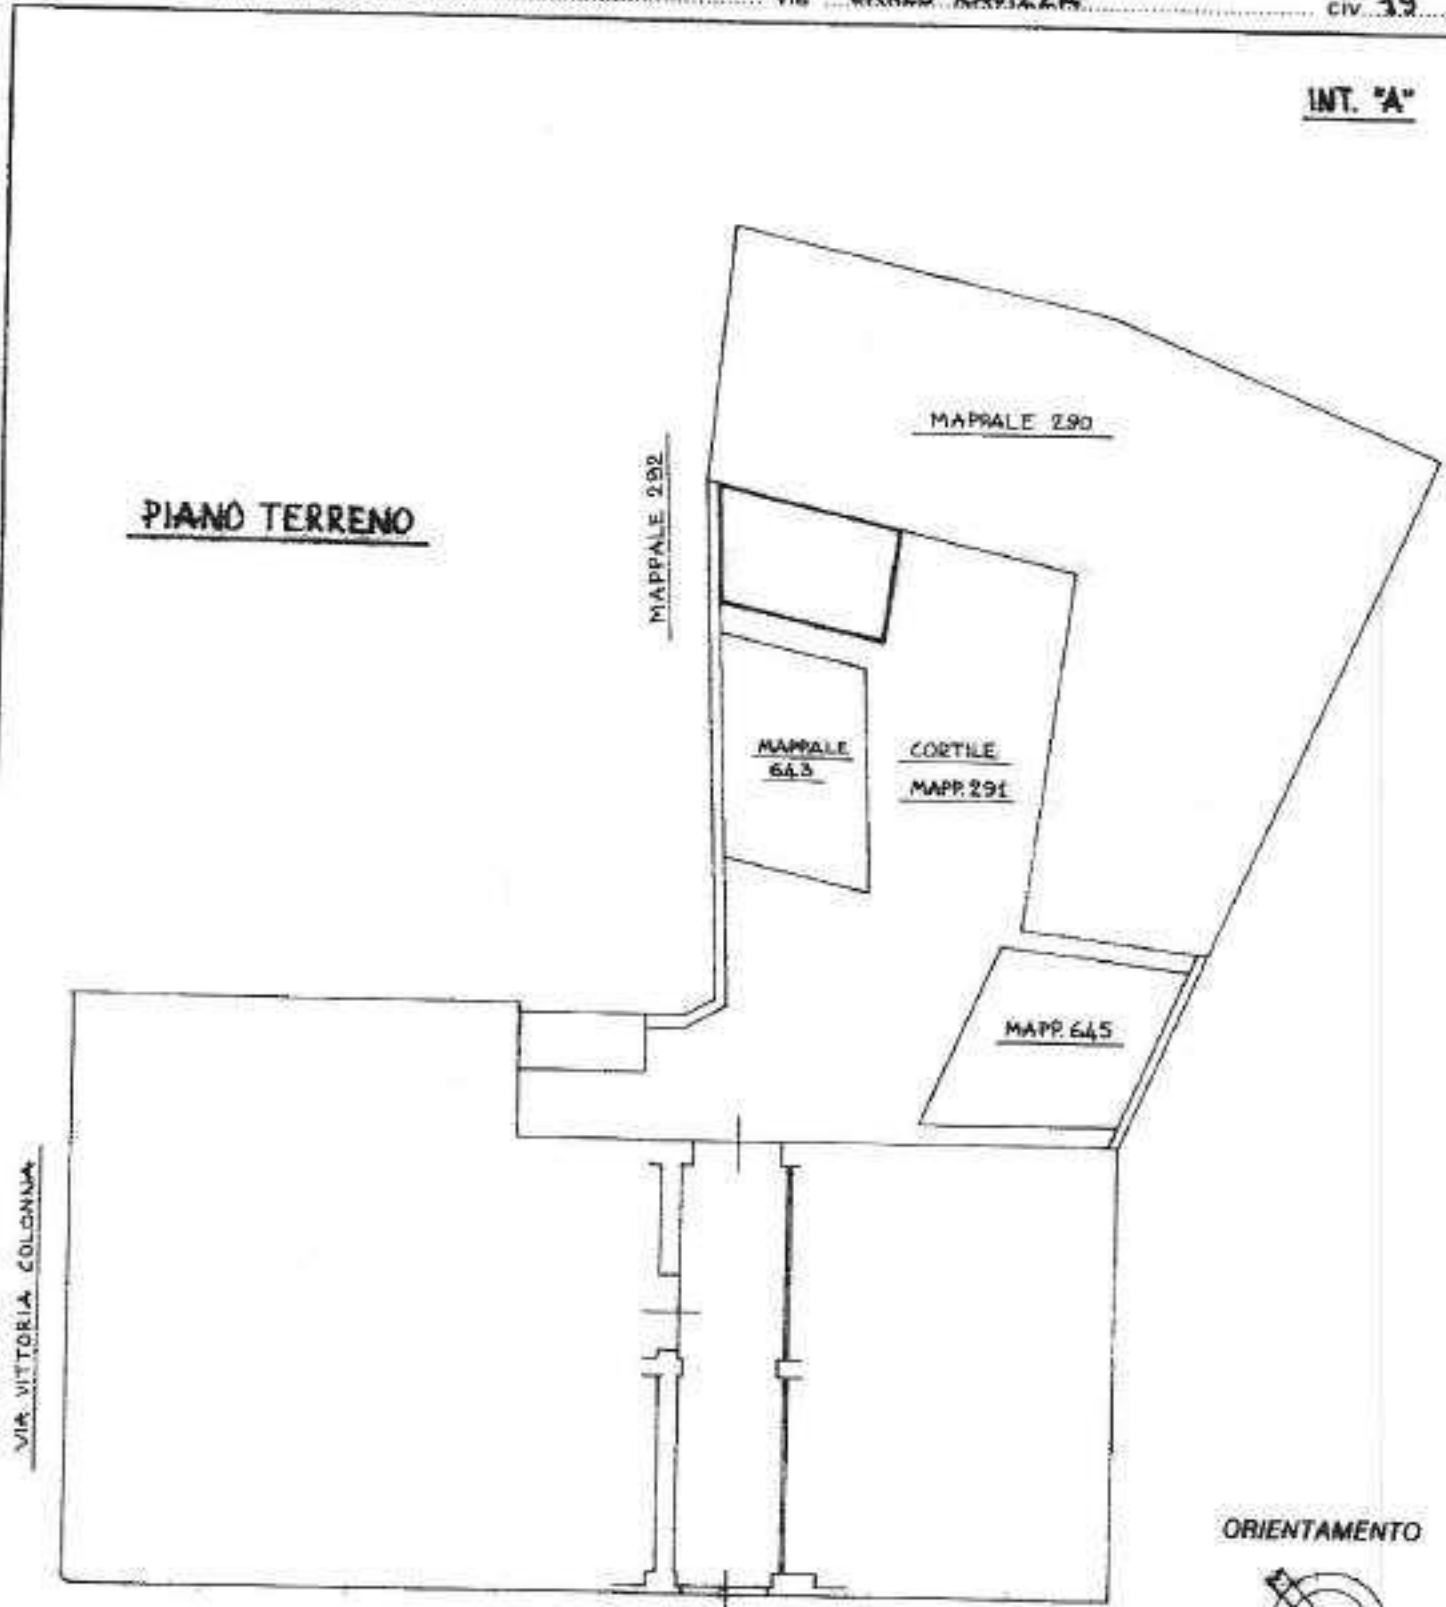 CIV. 39
INT. "A"
MAPPALE 290
MAPPALE 292
PIANO TERRENO
MAPPALE
643
CORTILE
MAPP. 291
MAPP. 645
VIA VITTORIA COLONNA
ORIENTAMENTO